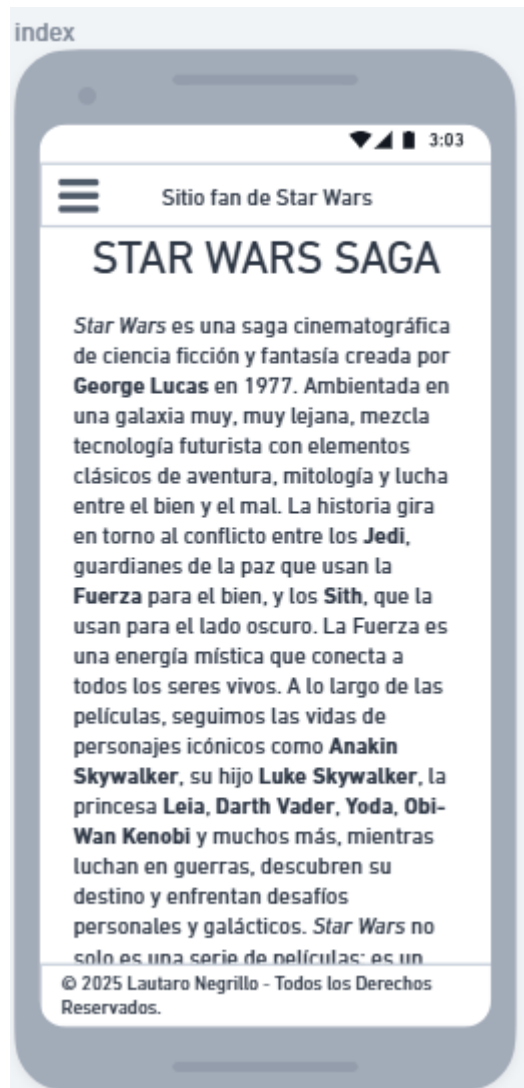 index
3:03
Sitio fan de Star Wars
STAR WARS SAGA
Star Wars es una saga cinematográfica
de ciencia ficción y fantasía creada por
George Lucas en 1977. Ambientada en
una galaxia muy, muy lejana, mezcla
tecnología futurista con elementos
clásicos de aventura, mitología y lucha
entre el bien y el mal. La historia gira
en torno al conflicto entre los Jedi,
guardianes de la paz que usan la
Fuerza para el bien, y los Sith, que la
usan para el lado oscuro. La Fuerza es
una energía mística que conecta a
todos los seres vivos. A lo largo de las
películas, seguimos las vidas de
personajes icónicos como Anakin
Skywalker, su hijo Luke Skywalker, la
princesa Leia, Darth Vader, Yoda, Obi-
Wan Kenobi y muchos más, mientras
luchan en guerras, descubren su
destino y enfrentan desafíos
personales y galácticos. Star Wars no
solo es una serie de películas: es un
© 2025 Lautaro Negrillo - Todos los Derechos
Reservados.